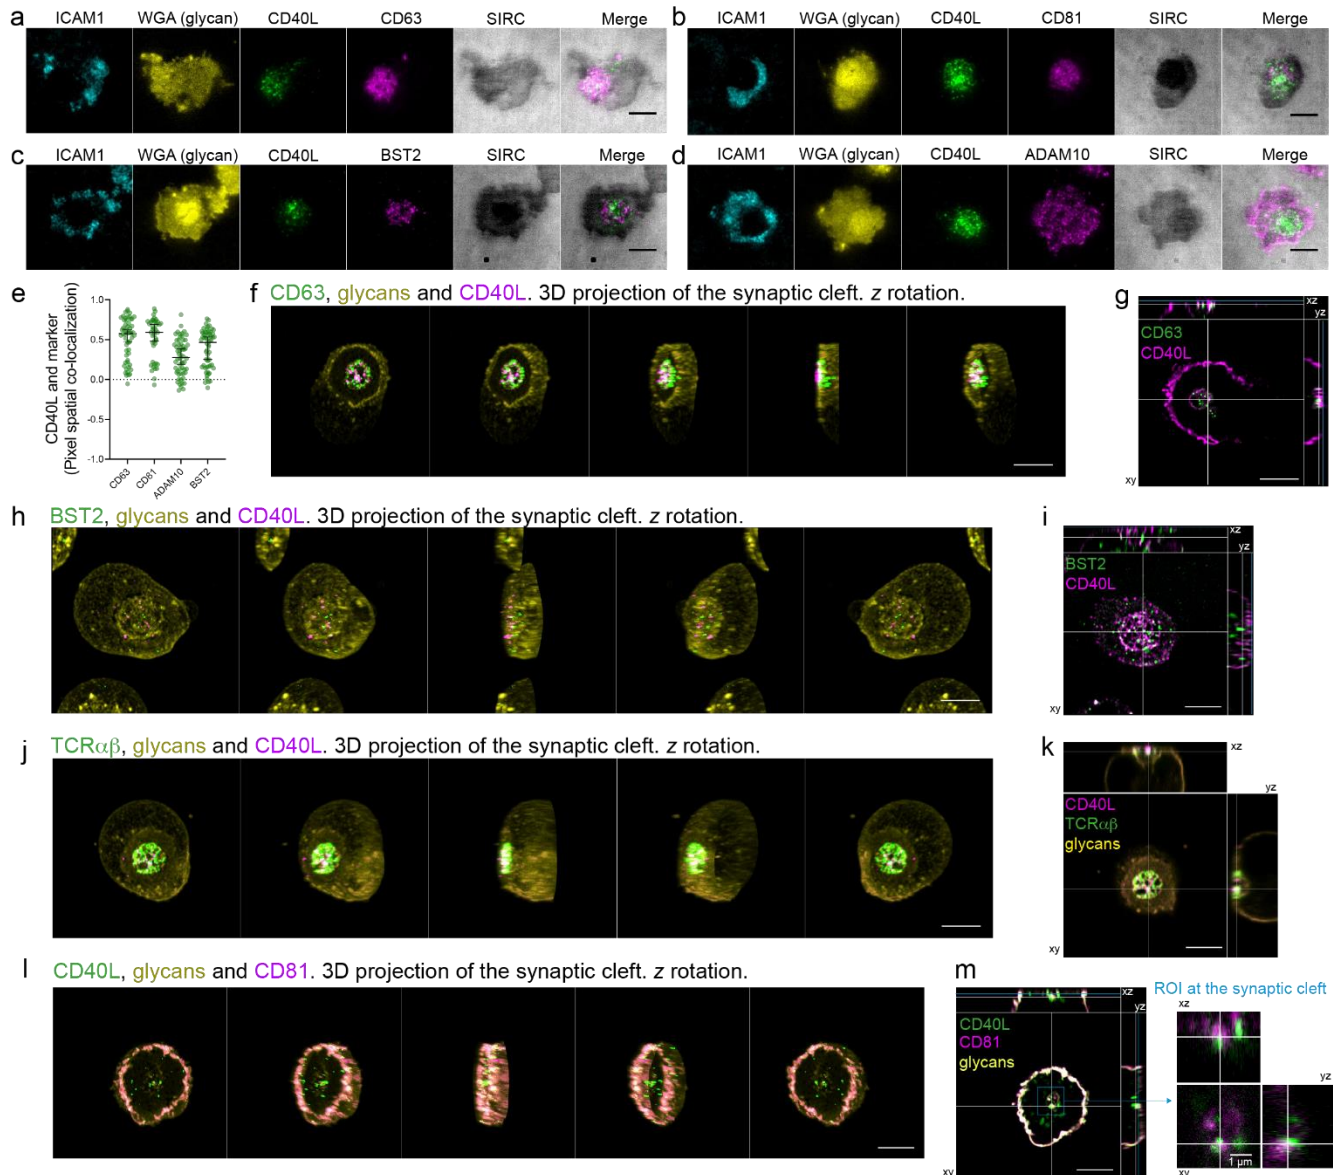 a
ICAM1 WGA (glycan) CD40L CD63 SIRC Merge
b
ICAM1 WGA (glycan) CD40L CD81 SIRC Merge
c
ICAM1 WGA (glycan) CD40L BST2 SIRC Merge
d
ICAM1 WGA (glycan) CD40L ADAM10 SIRC Merge
e
CD40L and marker
(Pixel spatial co-localization)
1.0
0.5
0.0
0.5
-1.0
CD63 CD81 ADAM10 BST2
f
CD63, glycans and CD40L. 3D projection of the synaptic cleft. z rotation.
g
xz
yz
CD63
CD40L
xy
h
BST2, glycans and CD40L. 3D projection of the synaptic cleft. z rotation.
i
xz
yz
BST2
CD40L
xy
j
TCRαβ, glycans and CD40L. 3D projection of the synaptic cleft. z rotation.
k
xz
yz
CD40L
TCRαβ
glycans
xy
l
CD40L, glycans and CD81. 3D projection of the synaptic cleft. z rotation.
m
xz
yz
CD40L
CD81
glycans
xy
ROI at the synaptic cleft
xz
yz
1 µm
xy